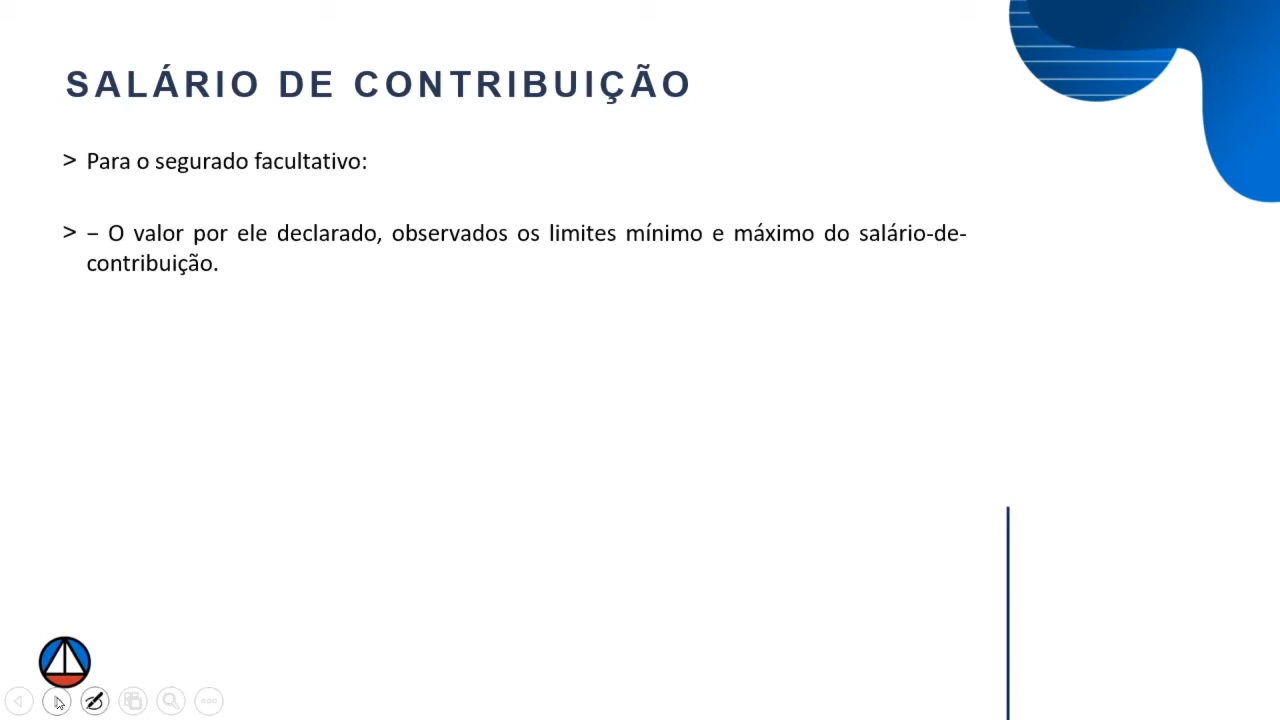 SALÁRIO DE CONTRIBUIÇÃO
> Para o segurado facultativo:
> – O valor por ele declarado, observados os limites mínimo e máximo do salário-de-
contribuição.